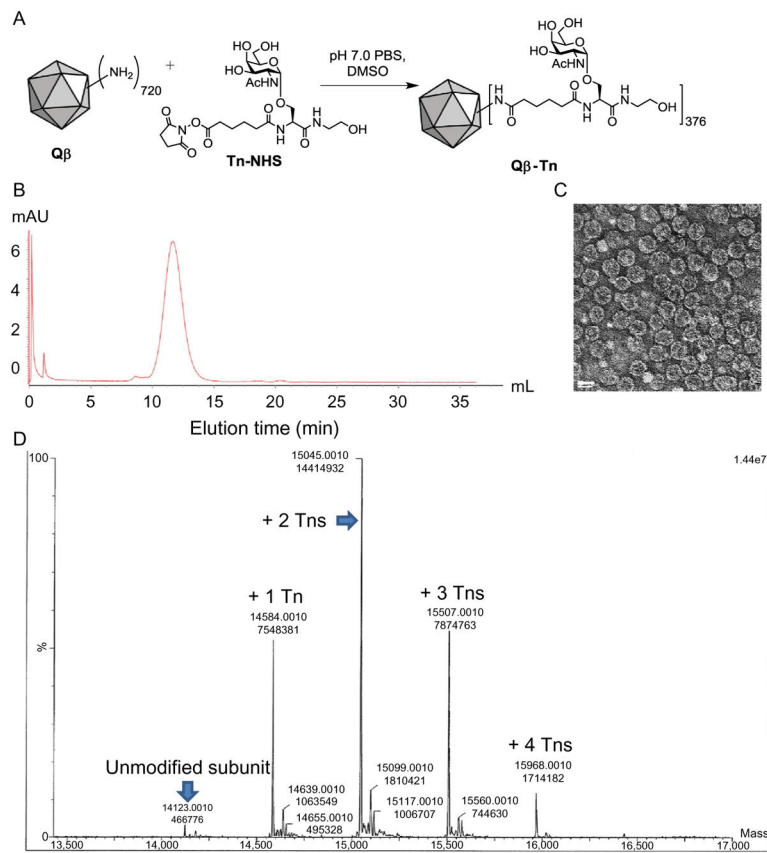 A
HO
OH
O
HO
AcHN
O
pH 7.0 PBS,
DMSO
NH2
720
+
Qβ
O
N
O
O
O
O
N
H
O
H
N
OH
Tn-NHS
HO
OH
O
HO
AcHN
O
HN
O
O
N
H
O
H
N
OH
376
Qβ-Tn
B
mAU
6
4
2
0
0 5 10 15 20 25 30 35
mL
Elution time (min)
C
D
100
%
0
15045.0010
14414932
1.44e7
+ 2 Tns
+ 1 Tn
14584.0010
7548381
+ 3 Tns
15507.0010
7874763
+ 4 Tns
15968.0010
1714182
Unmodified subunit
14123.0010
466776
14639.0010
1063549
14655.0010
495328
15099.0010
1810421
15117.0010
1006707
15560.0010
744630
Mass
13,500 14,000 14,500 15,000 15,500 16,000 16,500 17,000